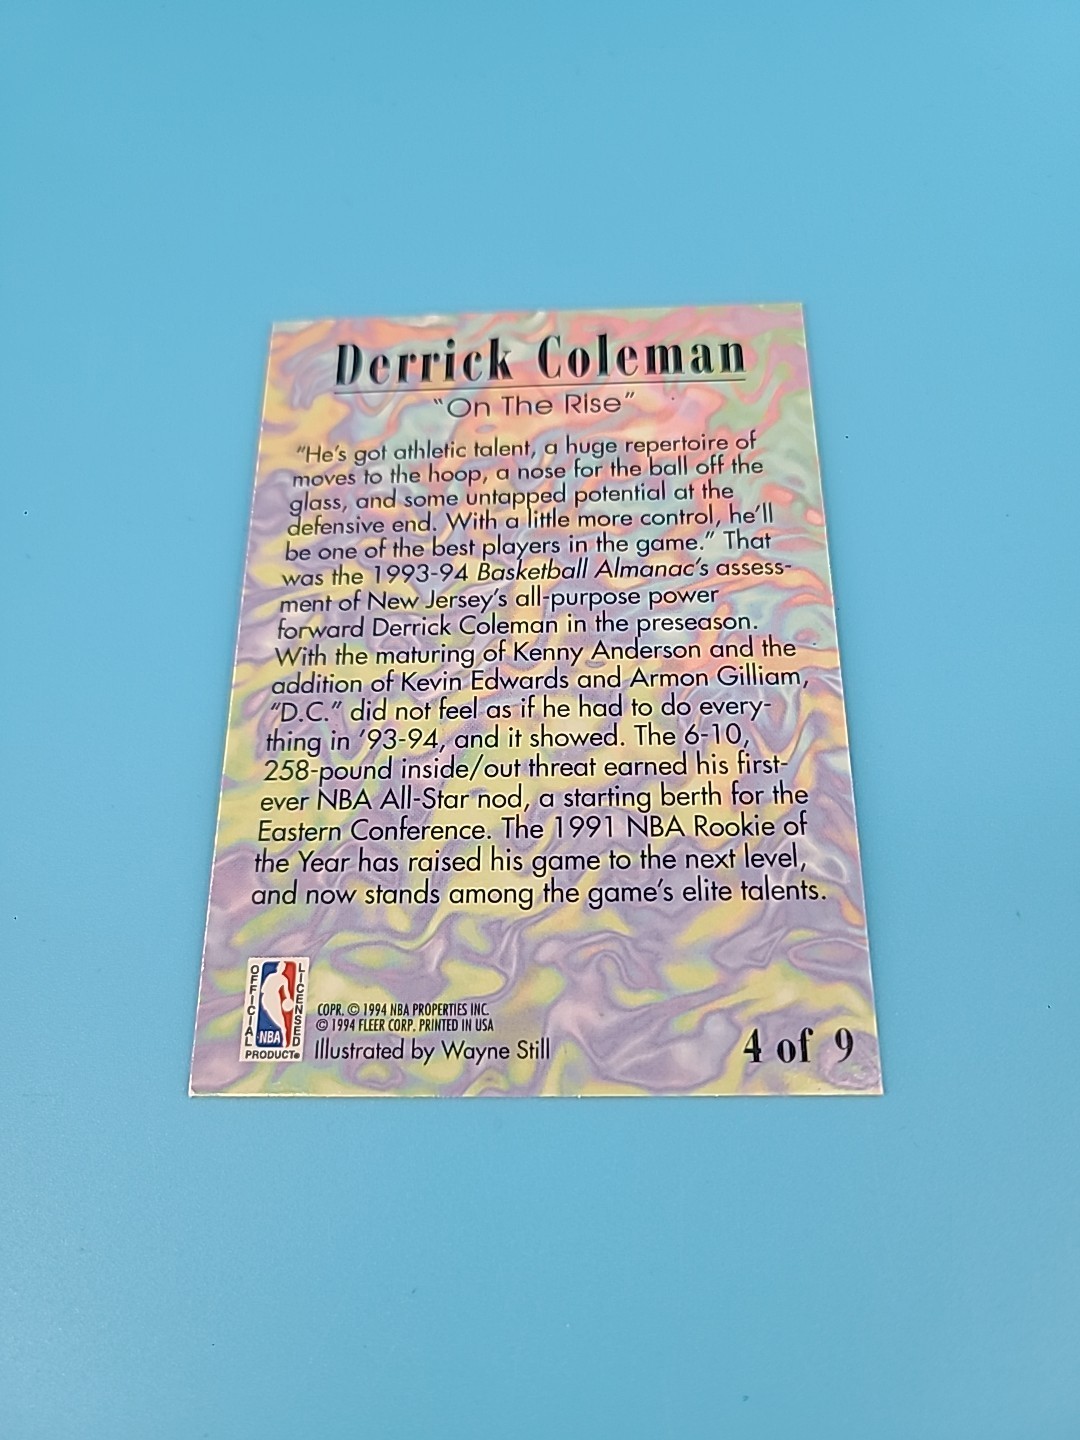 Derrick Coleman
"On The Rise"
"He's got athletic talent, a huge repertoire of
moves to the hoop, a nose for the ball off the
glass, and some untapped potential at the
defensive end. With a little more control, he'll
be one of the best players in the game." That
was the 1993-94 Basketball Almanac's assess-
ment of New Jersey's all-purpose power
forward Derrick Coleman in the preseason.
With the maturing of Kenny Anderson and the
addition of Kevin Edwards and Armon Gilliam,
"D.C." did not feel as if he had to do every-
thing in '93-94, and it showed. The 6-10,
258-pound inside/out threat earned his first-
ever NBA All-Star nod, a starting berth for the
Eastern Conference. The 1991 NBA Rookie of
the Year has raised his game to the next level,
and now stands among the game's elite talents.
OFFICIAL LICENSED
NBA
PRODUCT®
COPR. © 1994 NBA PROPERTIES INC.
© 1994 FLEER CORP. PRINTED IN USA
Illustrated by Wayne Still
4 of 9